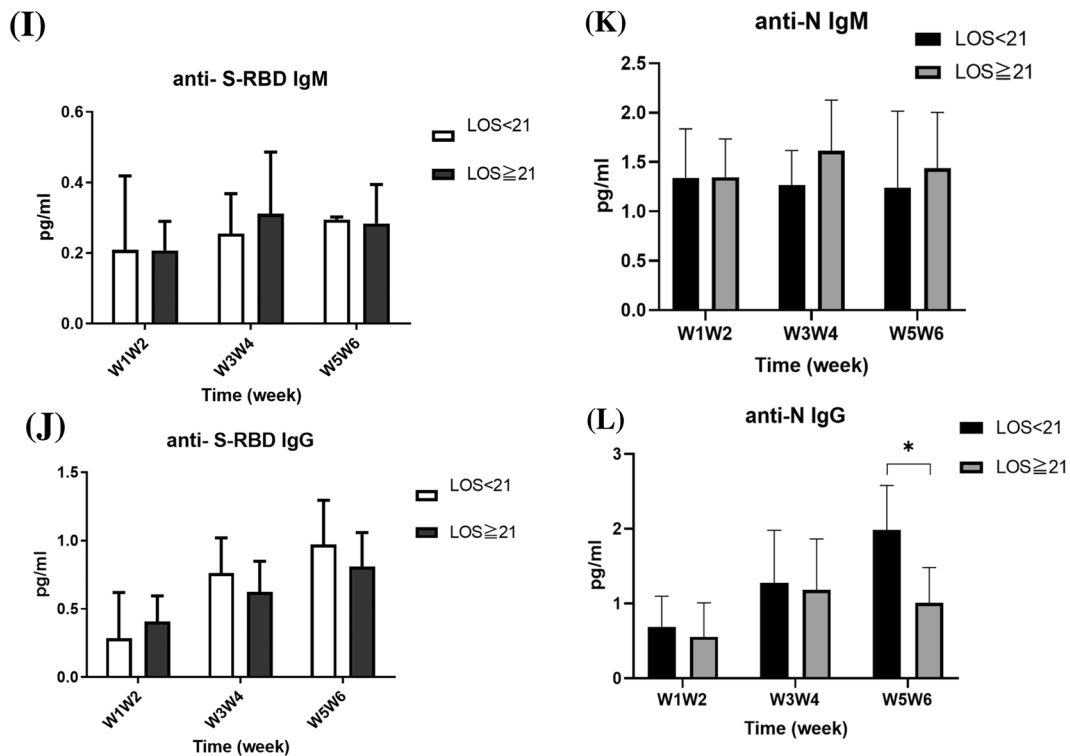 (I)
anti- S-RBD IgM
LOS<21
LOS≧21
pg/ml
0.6
0.4
0.2
0.0
W1W2
W3W4
W5W6
Time (week)
(K)
anti-N IgM
LOS<21
LOS≧21
pg/ml
2.5
2.0
1.5
1.0
0.5
0.0
W1W2 W3W4 W5W6
Time (week)
(J)
anti- S-RBD IgG
LOS<21
LOS≧21
pg/ml
1.5
1.0
0.5
0.0
W1W2
W3W4
W5W6
Time (week)
(L)
anti-N IgG
LOS<21
LOS≧21
*
pg/ml
3
2
1
0
W1W2 W3W4 W5W6
Time (week)